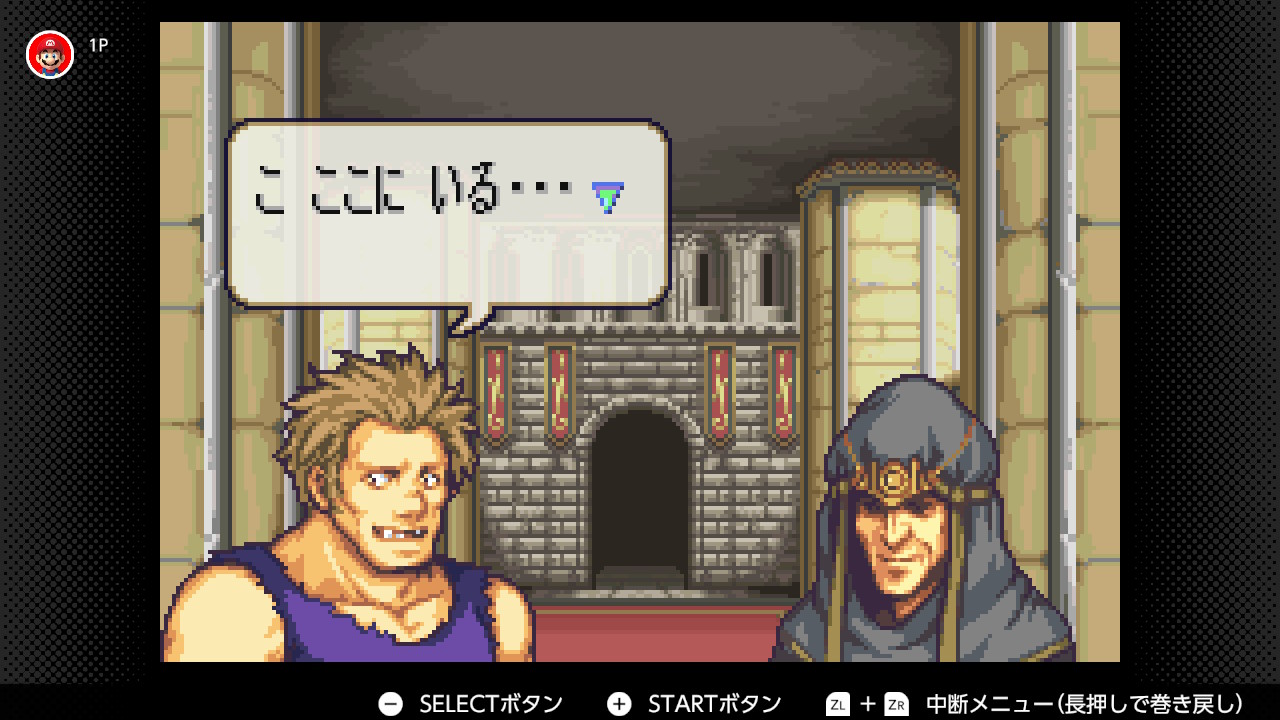 1P
こ ここに いる・・・
− SELECTボタン + STARTボタン ZL + ZR 中断メニュー(長押しで巻き戻し)